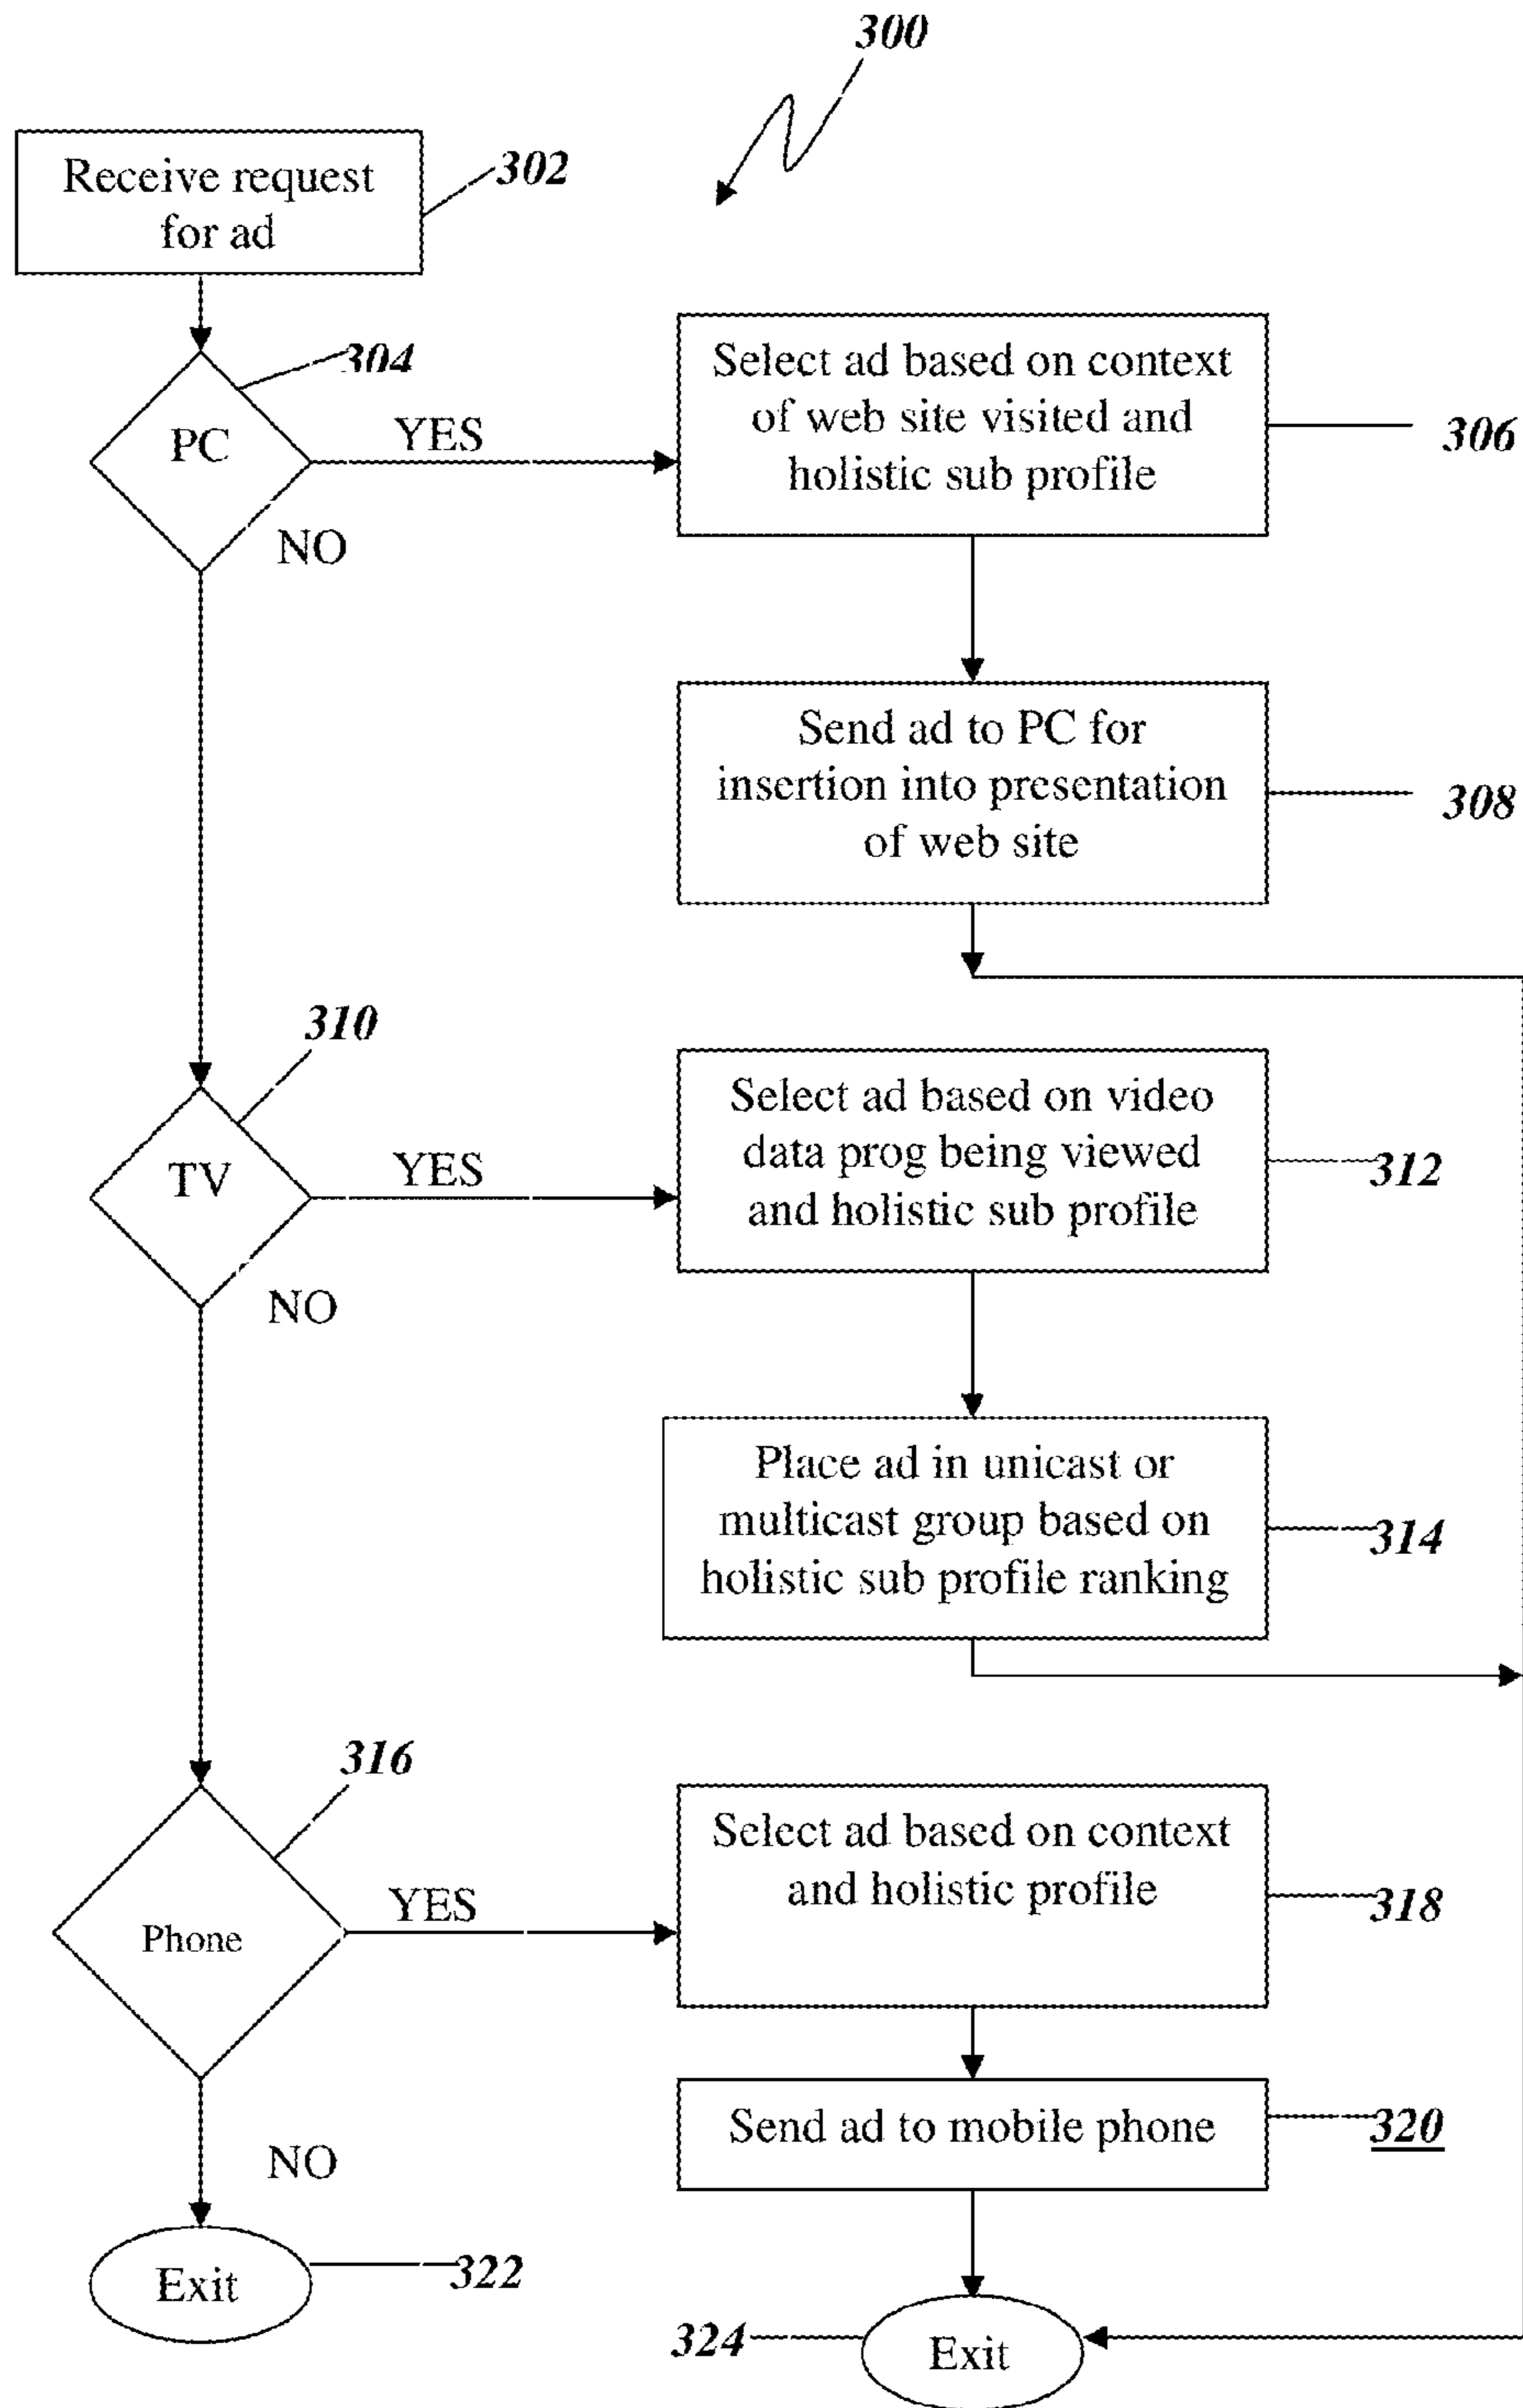 300
Receive request
for ad
302
304
PC
YES
NO
Select ad based on context
of web site visited and
holistic sub profile
306
Send ad to PC for
insertion into presentation
of web site
308
310
TV
YES
NO
Select ad based on video
data prog being viewed
and holistic sub profile
312
Place ad in unicast or
multicast group based on
holistic sub profile ranking
314
316
Phone
YES
NO
Select ad based on context
and holistic profile
318
Send ad to mobile phone
320
Exit
322
324
Exit